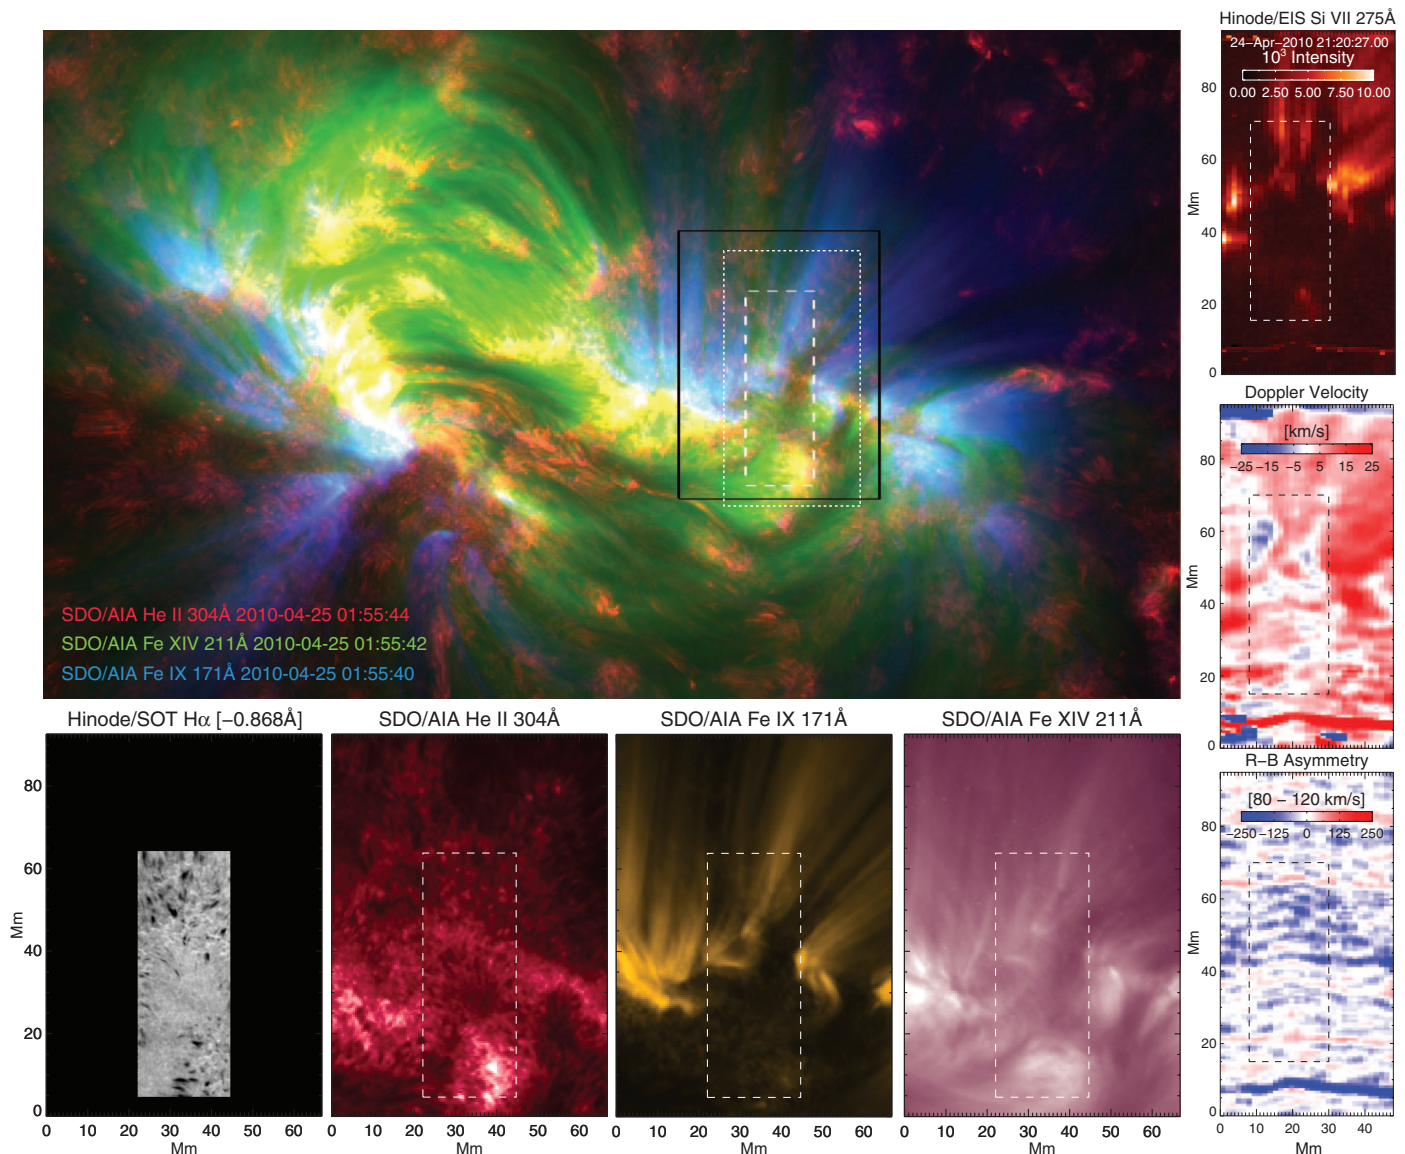 Hinode/EIS Si VII 275Å
24-Apr-2010 21:20:27.00
10³ Intensity
0.00 2.50 5.00 7.50 10.00
80
60
Mm
40
20
0
SDO/AIA He II 304Å 2010-04-25 01:55:44
SDO/AIA Fe XIV 211Å 2010-04-25 01:55:42
SDO/AIA Fe IX 171Å 2010-04-25 01:55:40
Doppler Velocity
[km/s]
-25 -15 -5 5 15 25
80
60
Mm
40
20
0
Hinode/SOT Hα [-0.868Å]
SDO/AIA He II 304Å
SDO/AIA Fe IX 171Å
SDO/AIA Fe XIV 211Å
80
60
Mm
40
20
0
0 10 20 30 40 50 60
Mm
0 10 20 30 40 50 60
Mm
0 10 20 30 40 50 60
Mm
0 10 20 30 40 50 60
Mm
R-B Asymmetry
[80 - 120 km/s]
-250 -125 0 125 250
80
60
Mm
40
20
0
0 10 20 30 40
Mm